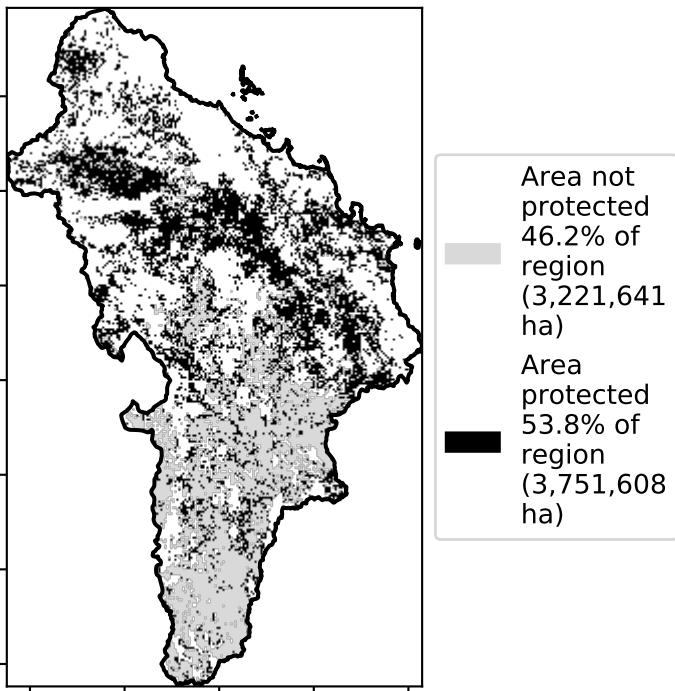 Area not
protected
46.2% of
region
(3,221,641
ha)
Area
protected
53.8% of
region
(3,751,608
ha)